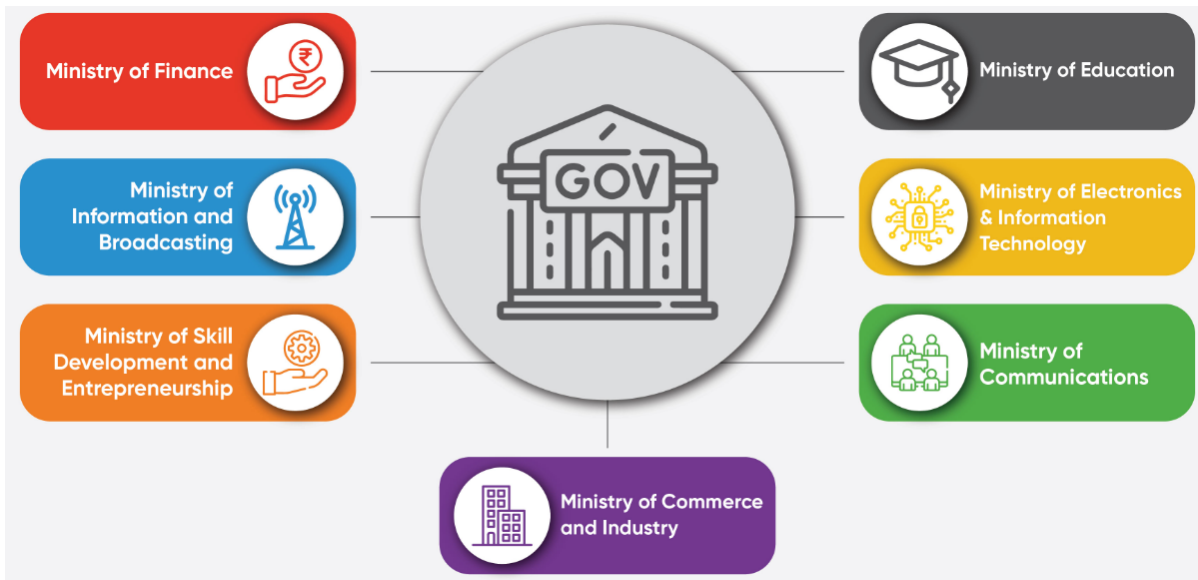 Ministry of Finance
₹
Ministry of
Information and
Broadcasting
Ministry of Skill
Development and
Entrepreneurship
GOV
Ministry of Education
Ministry of Electronics
& Information
Technology
Ministry of
Communications
Ministry of Commerce
and Industry